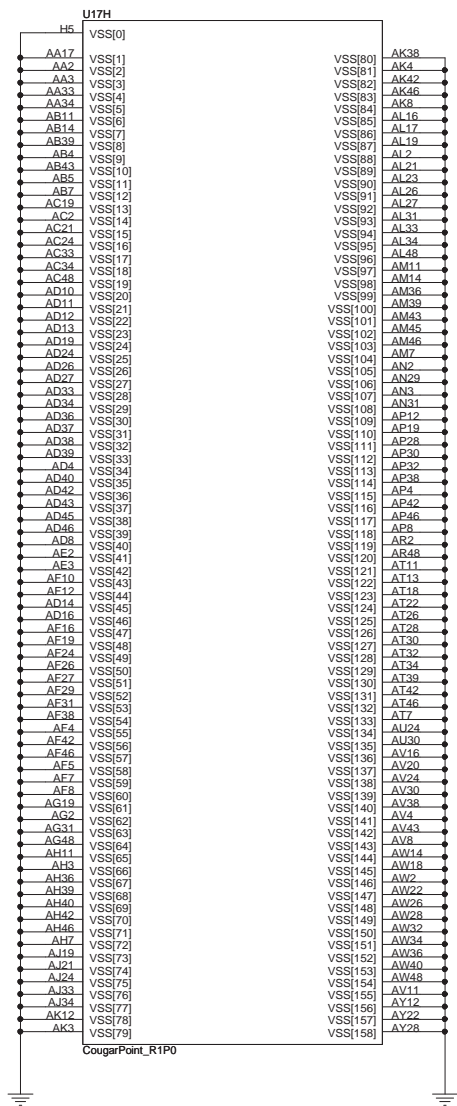 U17H
H5 VSS[0]
AA17 VSS[1] VSS[80] AK38
AA2 VSS[2] VSS[81] AK4
AA3 VSS[3] VSS[82] AK42
AA33 VSS[4] VSS[83] AK46
AA34 VSS[5] VSS[84] AK8
AB11 VSS[6] VSS[85] AL16
AB14 VSS[7] VSS[86] AL17
AB39 VSS[8] VSS[87] AL19
AB4 VSS[9] VSS[88] AL2
AB43 VSS[10] VSS[89] AL21
AB5 VSS[11] VSS[90] AL23
AB7 VSS[12] VSS[91] AL26
AC19 VSS[13] VSS[92] AL27
AC2 VSS[14] VSS[93] AL31
AC21 VSS[15] VSS[94] AL33
AC24 VSS[16] VSS[95] AL34
AC33 VSS[17] VSS[96] AL48
AC34 VSS[18] VSS[97] AM11
AC48 VSS[19] VSS[98] AM14
AD10 VSS[20] VSS[99] AM36
AD11 VSS[21] VSS[100] AM39
AD12 VSS[22] VSS[101] AM43
AD13 VSS[23] VSS[102] AM45
AD19 VSS[24] VSS[103] AM46
AD24 VSS[25] VSS[104] AM7
AD26 VSS[26] VSS[105] AN2
AD27 VSS[27] VSS[106] AN29
AD33 VSS[28] VSS[107] AN3
AD34 VSS[29] VSS[108] AN31
AD36 VSS[30] VSS[109] AP12
AD37 VSS[31] VSS[110] AP19
AD38 VSS[32] VSS[111] AP28
AD39 VSS[33] VSS[112] AP30
AD4 VSS[34] VSS[113] AP32
AD40 VSS[35] VSS[114] AP38
AD42 VSS[36] VSS[115] AP4
AD43 VSS[37] VSS[116] AP42
AD45 VSS[38] VSS[117] AP46
AD46 VSS[39] VSS[118] AP8
AD8 VSS[40] VSS[119] AR2
AE2 VSS[41] VSS[120] AR48
AE3 VSS[42] VSS[121] AT11
AF10 VSS[43] VSS[122] AT13
AF12 VSS[44] VSS[123] AT18
AD14 VSS[45] VSS[124] AT22
AD16 VSS[46] VSS[125] AT26
AF16 VSS[47] VSS[126] AT28
AF19 VSS[48] VSS[127] AT30
AF24 VSS[49] VSS[128] AT32
AF26 VSS[50] VSS[129] AT34
AF27 VSS[51] VSS[130] AT39
AF29 VSS[52] VSS[131] AT42
AF31 VSS[53] VSS[132] AT46
AF38 VSS[54] VSS[133] AT7
AF4 VSS[55] VSS[134] AU24
AF42 VSS[56] VSS[135] AU30
AF46 VSS[57] VSS[136] AV16
AF5 VSS[58] VSS[137] AV20
AF7 VSS[59] VSS[138] AV24
AF8 VSS[60] VSS[139] AV30
AG19 VSS[61] VSS[140] AV38
AG2 VSS[62] VSS[141] AV4
AG31 VSS[63] VSS[142] AV43
AG48 VSS[64] VSS[143] AV8
AH11 VSS[65] VSS[144] AW14
AH3 VSS[66] VSS[145] AW18
AH36 VSS[67] VSS[146] AW2
AH39 VSS[68] VSS[147] AW22
AH40 VSS[69] VSS[148] AW26
AH42 VSS[70] VSS[149] AW28
AH46 VSS[71] VSS[150] AW32
AH7 VSS[72] VSS[151] AW34
AJ19 VSS[73] VSS[152] AW36
AJ21 VSS[74] VSS[153] AW40
AJ24 VSS[75] VSS[154] AW48
AJ33 VSS[76] VSS[155] AV11
AJ34 VSS[77] VSS[156] AY12
AK12 VSS[78] VSS[157] AY22
AK3 VSS[79] VSS[158] AY28
CougarPoint_R1P0